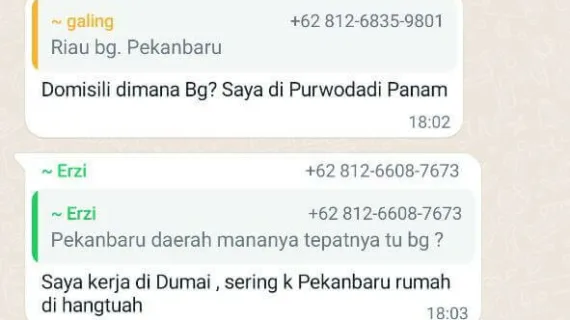 ~ galing +62 812-6835-9801
Riau bg. Pekanbaru
Domisili dimana Bg? Saya di Purwodadi Panam
18:02
~ Erzi +62 812-6608-7673
~ Erzi +62 812-6608-7673
Pekanbaru daerah mananya tepatnya tu bg ?
Saya kerja di Dumai , sering k Pekanbaru rumah
di hangtuah
18:03